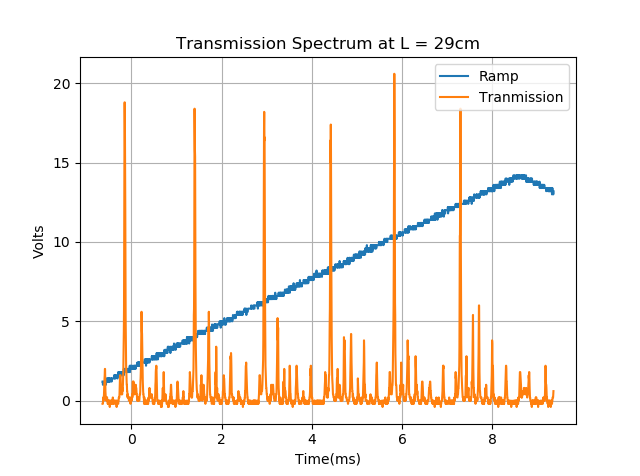 Transmission Spectrum at L = 29cm
Ramp
Tranmission
20
15
10
5
0
Volts
0 2 4 6 8
Time(ms)